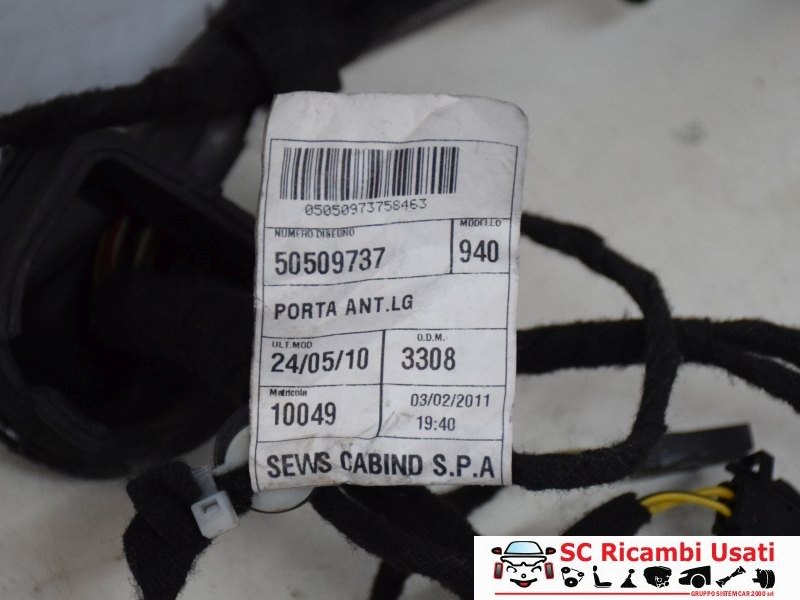 05050973758463
NUMERO DISEGNO
MODELLO
50509737
940
PORTA ANT.LG
ULT.MOD
O.D.M.
24/05/10
3308
Matricola
03/02/2011
10049
19:40
SEWS CABIND S.P.A
SC Ricambi Usati
GRUPPO SISTEMCAR 2000 srl